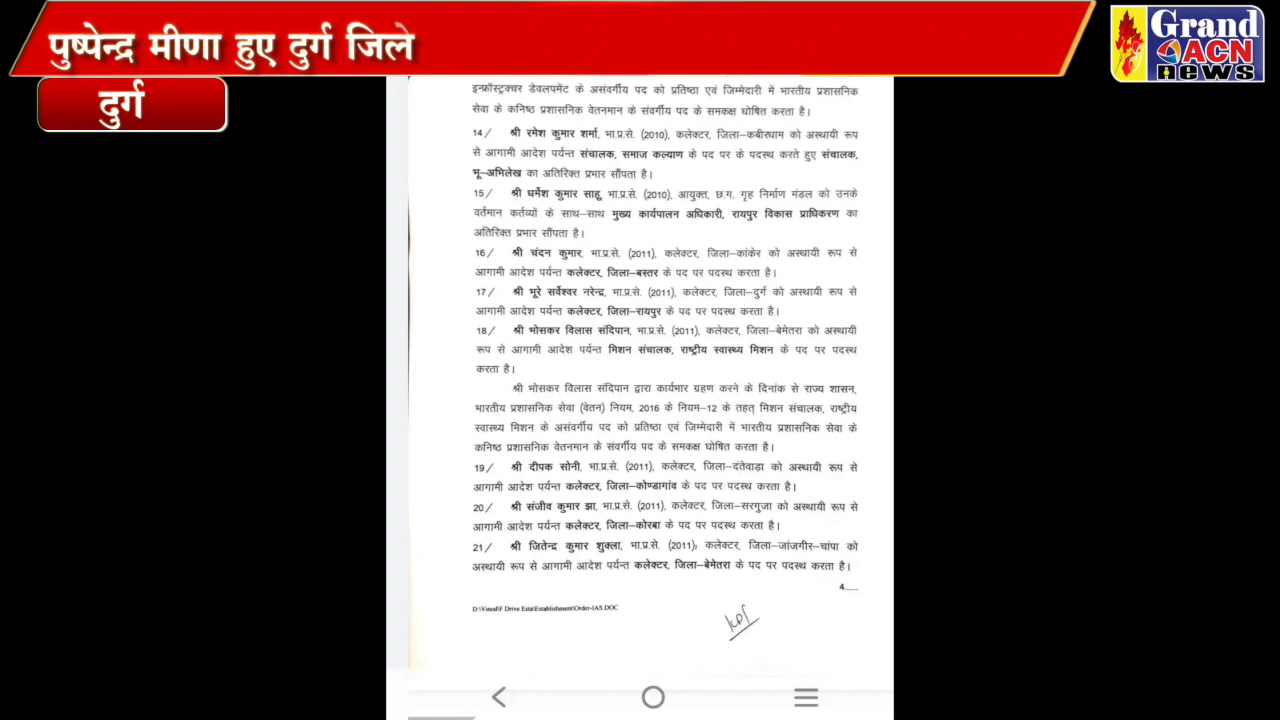 पुष्पेन्द्र मीणा हुए दुर्ग जिले
Grand
ACN
news
दुर्ग
इन्फ्रॉस्ट्रक्चर डेवलपमेंट के असंवर्गीय पद को प्रतिष्ठा एवं जिम्मेदारी में भारतीय प्रशासनिक
सेवा के कनिष्ठ प्रशासनिक वेतनमान के संवर्गीय पद के समकक्ष घोषित करता है।
14/ श्री रमेश कुमार शर्मा, भा.प्र.से. (2010), कलेक्टर, जिला–कबीरधाम को अस्थायी रूप
से आगामी आदेश पर्यन्त संचालक, समाज कल्याण के पद पर के पदस्थ करते हुए संचालक,
भू–अभिलेख का अतिरिक्त प्रभार सौंपता है।
15/ श्री धर्मेश कुमार साहू, भा.प्र.से. (2010), आयुक्त, छ.ग. गृह निर्माण मंडल को उनके
वर्तमान कर्तव्यों के साथ–साथ मुख्य कार्यपालन अधिकारी, रायपुर विकास प्राधिकरण का
अतिरिक्त प्रभार सौंपता है।
16/ श्री चंदन कुमार, भा.प्र.से. (2011), कलेक्टर, जिला–कांकेर को अस्थायी रूप से
आगामी आदेश पर्यन्त कलेक्टर, जिला–बस्तर के पद पर पदस्थ करता है।
17/ श्री भूरे सर्वेश्वर नरेन्द्र, भा.प्र.से. (2011), कलेक्टर, जिला–दुर्ग को अस्थायी रूप से
आगामी आदेश पर्यन्त कलेक्टर, जिला–रायपुर के पद पर पदस्थ करता है।
18/ श्री भोसकर विलास संदिपान, भा.प्र.से. (2011), कलेक्टर, जिला–बेमेतरा को अस्थायी
रूप से आगामी आदेश पर्यन्त मिशन संचालक, राष्ट्रीय स्वास्थ्य मिशन के पद पर पदस्थ
करता है।
श्री भोसकर विलास संदिपान द्वारा कार्यभार ग्रहण करने के दिनांक से राज्य शासन,
भारतीय प्रशासनिक सेवा (वेतन) नियम, 2016 के नियम–12 के तहत् मिशन संचालक, राष्ट्रीय
स्वास्थ्य मिशन के असंवर्गीय पद को प्रतिष्ठा एवं जिम्मेदारी में भारतीय प्रशासनिक सेवा के
कनिष्ठ प्रशासनिक वेतनमान के संवर्गीय पद के समकक्ष घोषित करता है।
19/ श्री दीपक सोनी, भा.प्र.से. (2011), कलेक्टर, जिला–दंतेवाड़ा को अस्थायी रूप से
आगामी आदेश पर्यन्त कलेक्टर, जिला–कोण्डागांव के पद पर पदस्थ करता है।
20/ श्री संजीव कुमार झा, भा.प्र.से. (2011), कलेक्टर, जिला–सरगुजा को अस्थायी रूप से
आगामी आदेश पर्यन्त कलेक्टर, जिला–कोरबा के पद पर पदस्थ करता है।
21/ श्री जितेन्द्र कुमार शुक्ला, भा.प्र.से. (2011), कलेक्टर, जिला–जांजगीर–चांपा को
अस्थायी रूप से आगामी आदेश पर्यन्त कलेक्टर, जिला–बेमेतरा के पद पर पदस्थ करता है।
4......
D:\Vinod\F Drive Esta\Establishment\Order-IAS.DOC